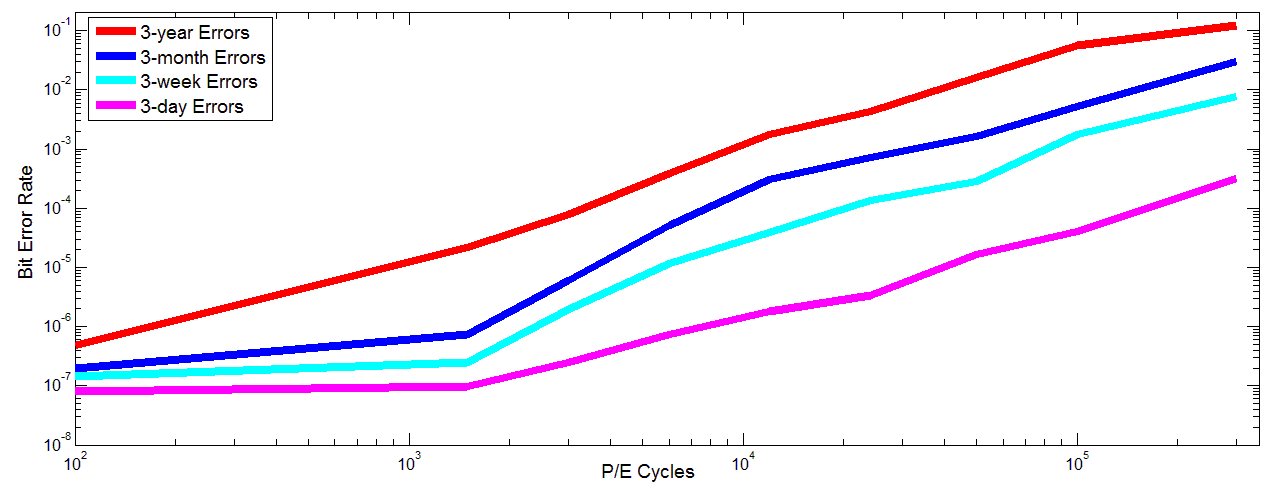 3-year Errors
3-month Errors
3-week Errors
3-day Errors
Bit Error Rate
10^-1
10^-2
10^-3
10^-4
10^-5
10^-6
10^-7
10^-8
10^2
10^3
10^4
10^5
P/E Cycles